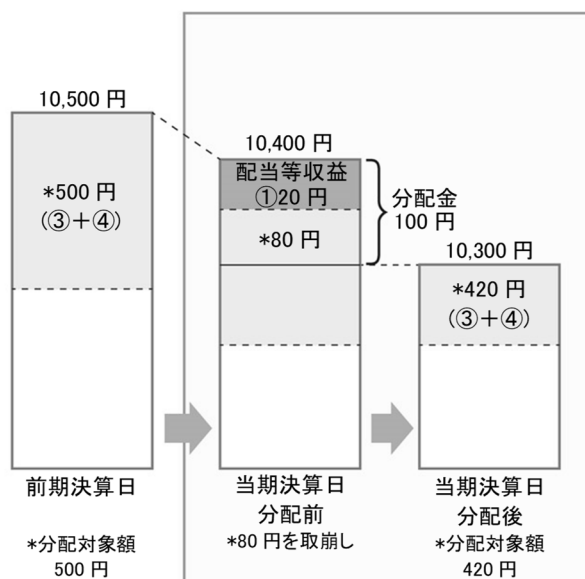 10,500 円
*500 円
(③+④)
前期決算日
*分配対象額
500 円
10,400 円
配当等収益
①20 円
*80 円
分配金
100 円
当期決算日
分配前
*80 円を取崩し
10,300 円
*420 円
(③+④)
当期決算日
分配後
*分配対象額
420 円